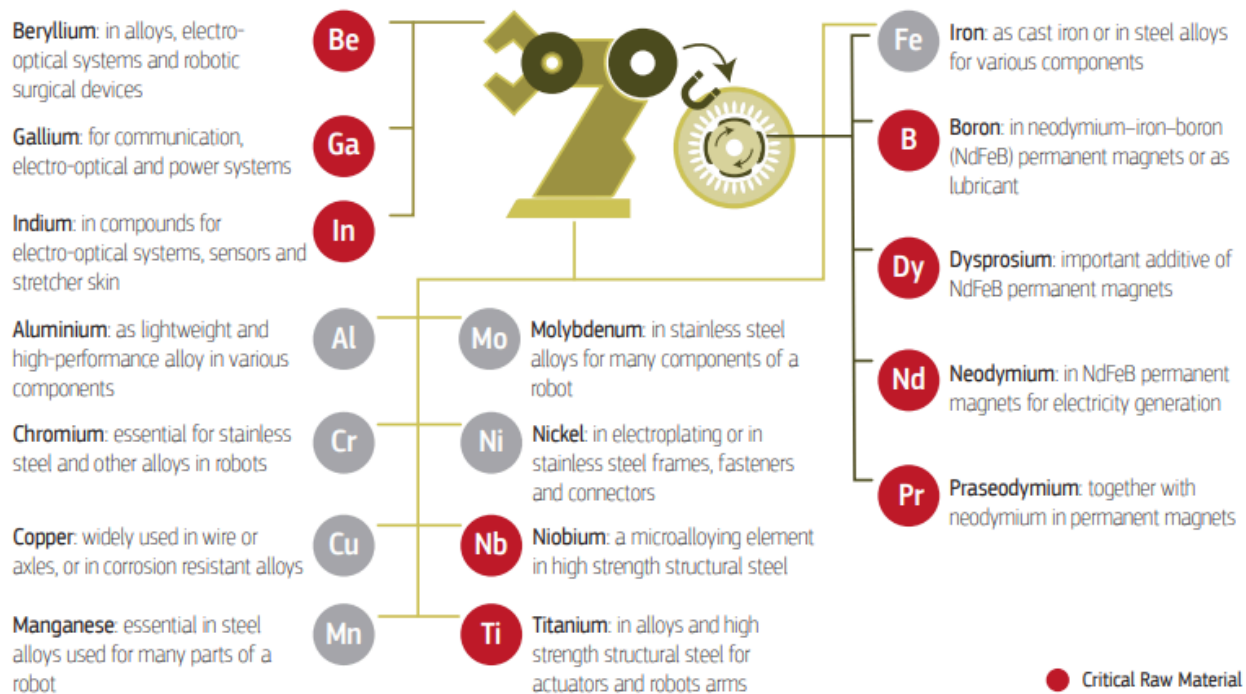 Beryllium: in alloys, electro-
optical systems and robotic
surgical devices
Be
Gallium: for communication,
electro-optical and power systems
Ga
Indium: in compounds for
electro-optical systems, sensors and
stretcher skin
In
Aluminium: as lightweight and
high-performance alloy in various
components
Al
Chromium: essential for stainless
steel and other alloys in robots
Cr
Copper: widely used in wire or
axles, or in corrosion resistant alloys
Cu
Manganese: essential in steel
alloys used for many parts of a
robot
Mn
Mo
Molybdenum: in stainless steel
alloys for many components of a
robot
Ni
Nickel: in electroplating or in
stainless steel frames, fasteners
and connectors
Nb
Niobium: a microalloying element
in high strength structural steel
Ti
Titanium: in alloys and high
strength structural steel for
actuators and robots arms
Fe
Iron: as cast iron or in steel alloys
for various components
B
Boron: in neodymium–iron–boron
(NdFeB) permanent magnets or as
lubricant
Dy
Dysprosium: important additive of
NdFeB permanent magnets
Nd
Neodymium: in NdFeB permanent
magnets for electricity generation
Pr
Praseodymium: together with
neodymium in permanent magnets
Critical Raw Material